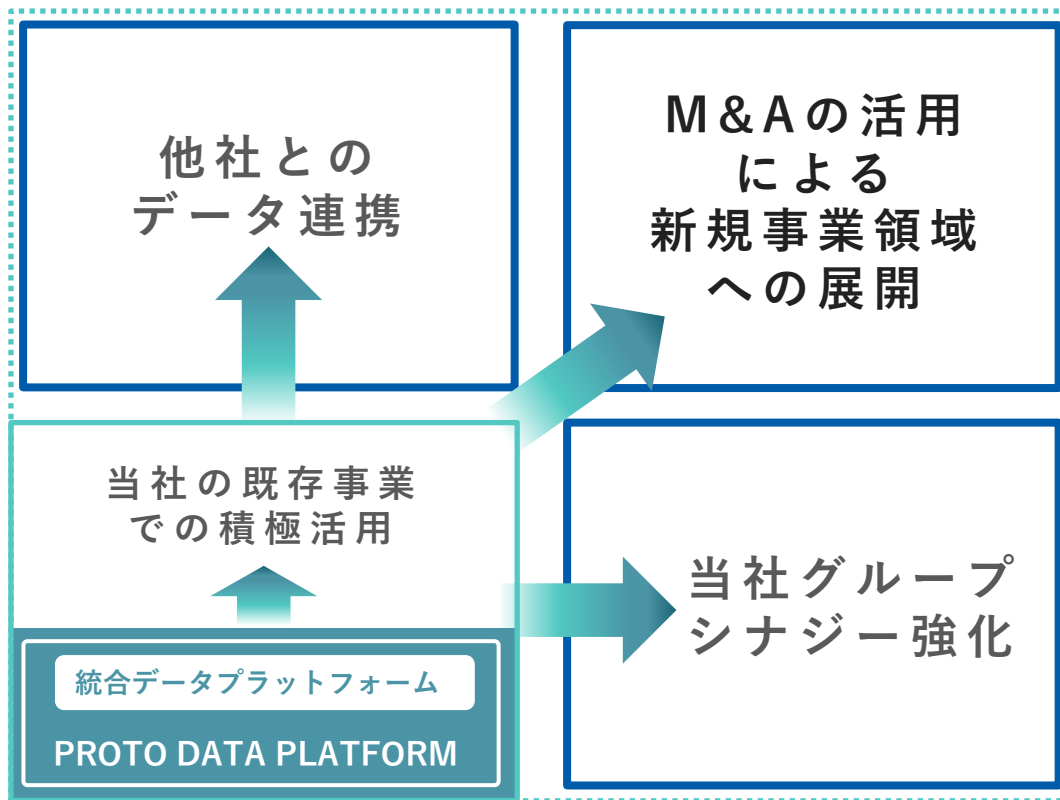 他社との
データ連携
M&Aの活用
による
新規事業領域
への展開
当社の既存事業
での積極活用
当社グループ
シナジー強化
統合データプラットフォーム
PROTO DATA PLATFORM